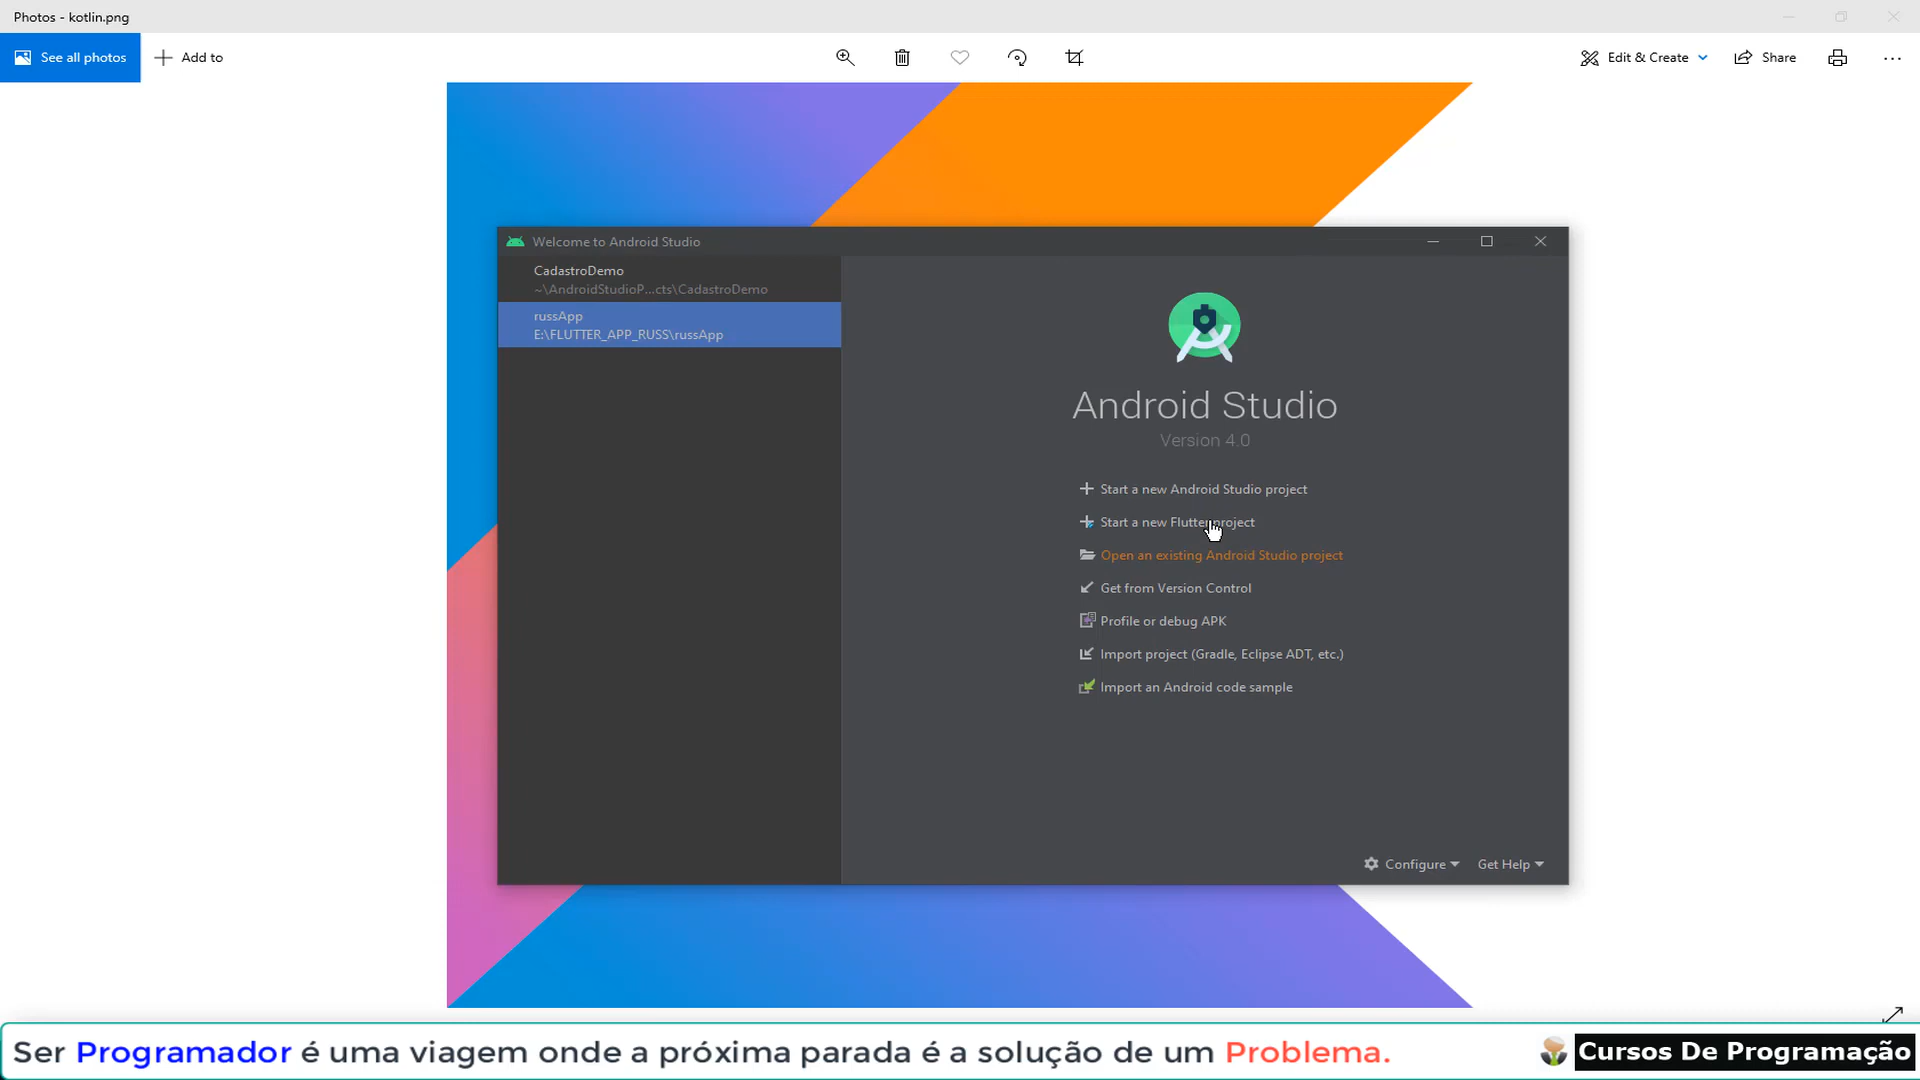 Photos - kotlin.png
See all photos
Add to
Edit & Create
Share
Welcome to Android Studio
CadastroDemo
~\AndroidStudioP...cts\CadastroDemo
russApp
E:\FLUTTER_APP_RUSS\russApp
Android Studio
Version 4.0
Start a new Android Studio project
Start a new Flutter project
Open an existing Android Studio project
Get from Version Control
Profile or debug APK
Import project (Gradle, Eclipse ADT, etc.)
Import an Android code sample
Configure
Get Help
Ser Programador é uma viagem onde a próxima parada é a solução de um Problema.
Cursos De Programação